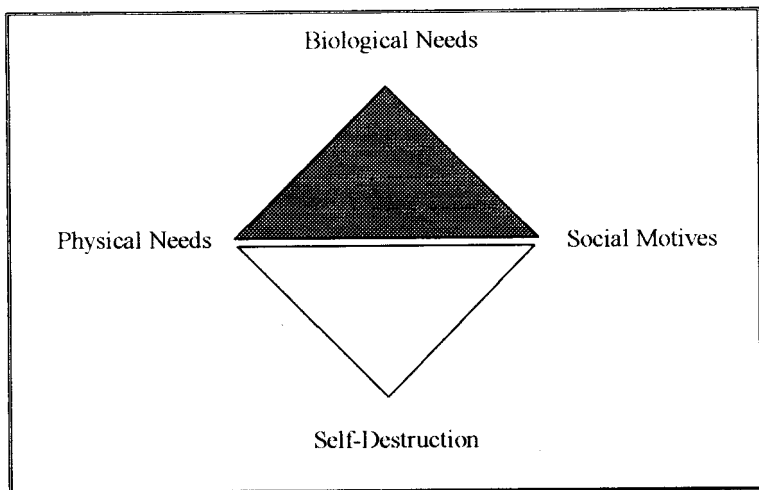 Biological Needs
Physical Needs
Social Motives
Self-Destruction